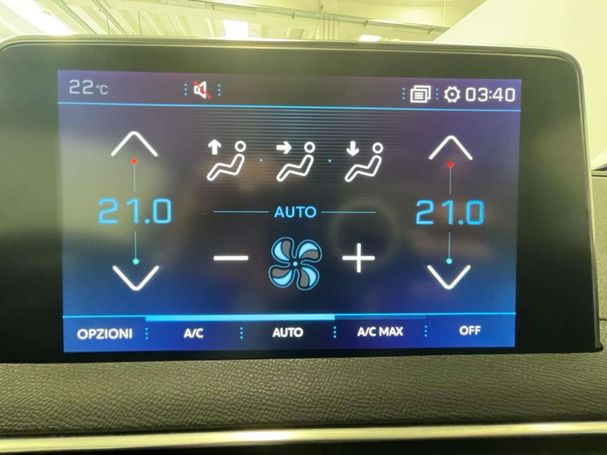 22°C 03:40
21.0 21.0
AUTO
OPZIONI A/C AUTO A/C MAX OFF